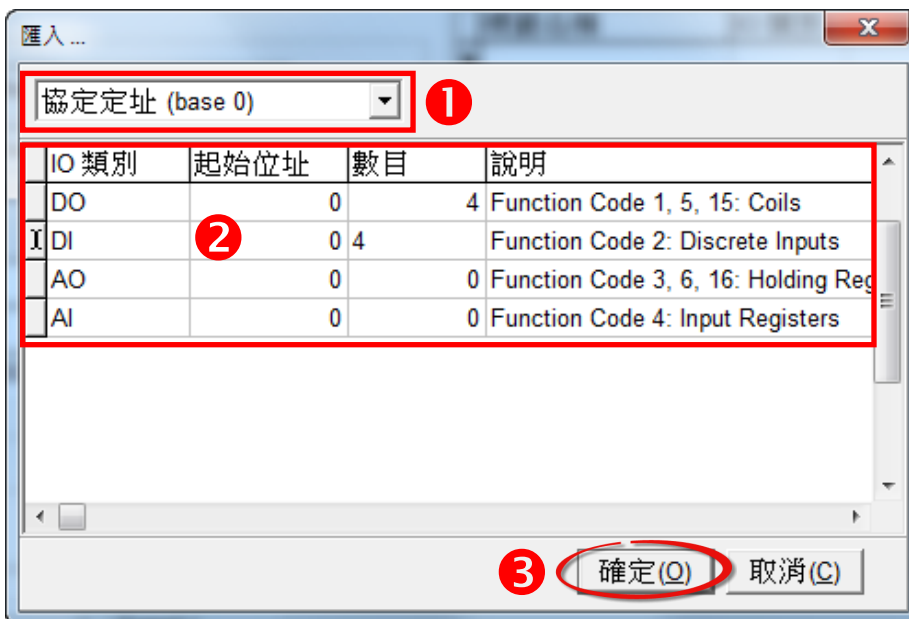 匯入 ...
協定定址 (base 0) ❶
IO 類別 起始位址 數目 說明
DO 0 4 Function Code 1, 5, 15: Coils
DI ❷ 0 4 Function Code 2: Discrete Inputs
AO 0 0 Function Code 3, 6, 16: Holding Reg
AI 0 0 Function Code 4: Input Registers
❸ 確定(O) 取消(C)